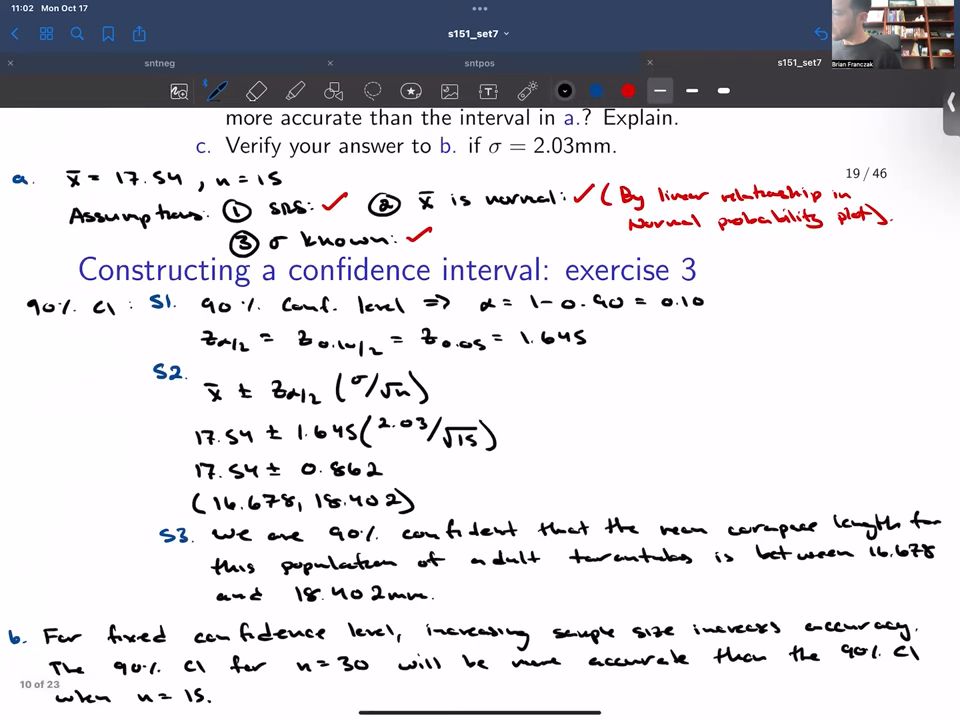 11:02 Mon Oct 17
s151_set7
sntneg
sntpos
s151_set7
Brian Franczak
more accurate than the interval in a.? Explain.
c. Verify your answer to b. if σ = 2.03mm.
19 / 46
a. x̄ = 17.54, n = 15
Assumptions: ① SRS: ✓ ② x̄ is normal: ✓ (By linear relationship in
Normal probability plot).
③ σ known: ✓
Constructing a confidence interval: exercise 3
90% CI: S1. 90% Conf. level ⇒ α = 1 - 0.90 = 0.10
Zα/2 = Z0.10/2 = Z0.05 = 1.645
S2.
x̄ ± Zα/2 (σ/√n)
17.54 ± 1.645(2.03/√15)
17.54 ± 0.862
(16.678, 18.402)
S3. We are 90% confident that the mean carapace length for
this population of adult tarantulas is between 16.678
and 18.402mm.
b. For fixed confidence level, increasing sample size increases accuracy.
The 90% CI for n = 30 will be more accurate than the 90% CI
when n = 15.
10 of 23